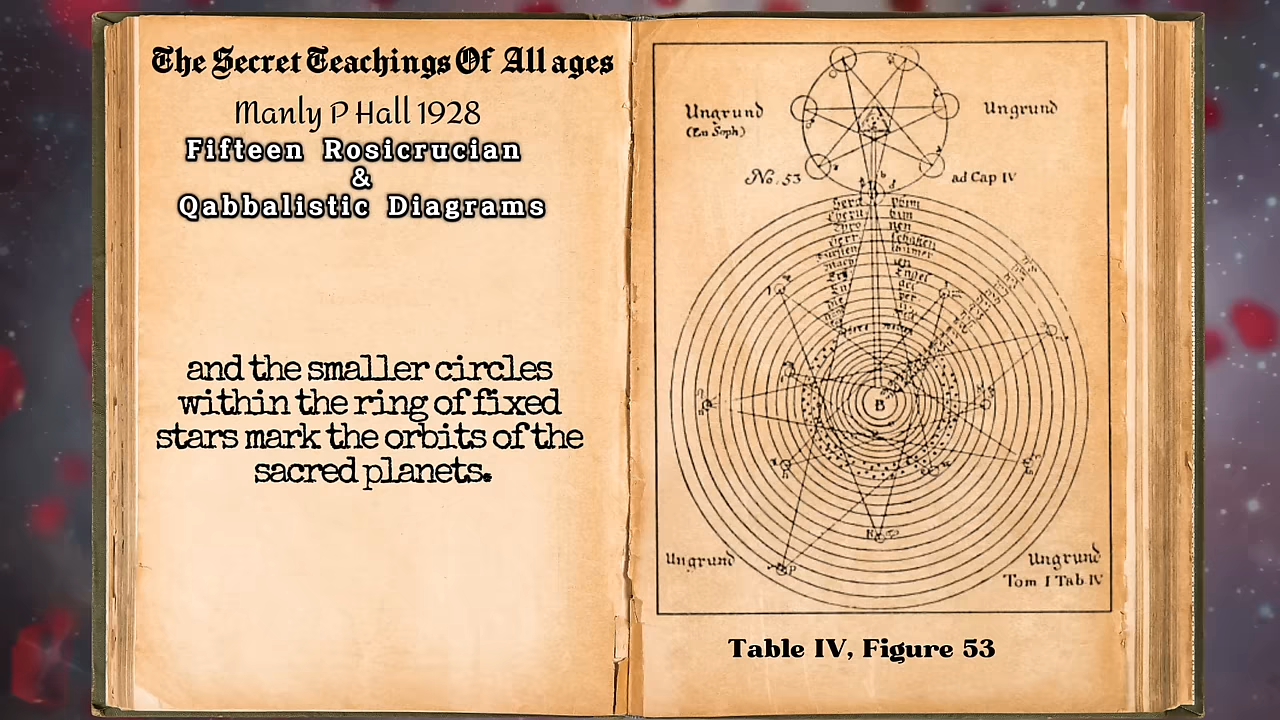 The Secret Teachings Of All ages
Manly P Hall 1928
Fifteen Rosicrucian
&
Qabbalistic Diagrams
and the smaller circles
within the ring of fixed
stars mark the orbits of the
sacred planets.
Ungrund
(En Soph)
Ungrund
No. 53
ad Cap IV
Engel
B
Ungrund
Ungrund
Tom I Tab. IV
Table IV, Figure 53